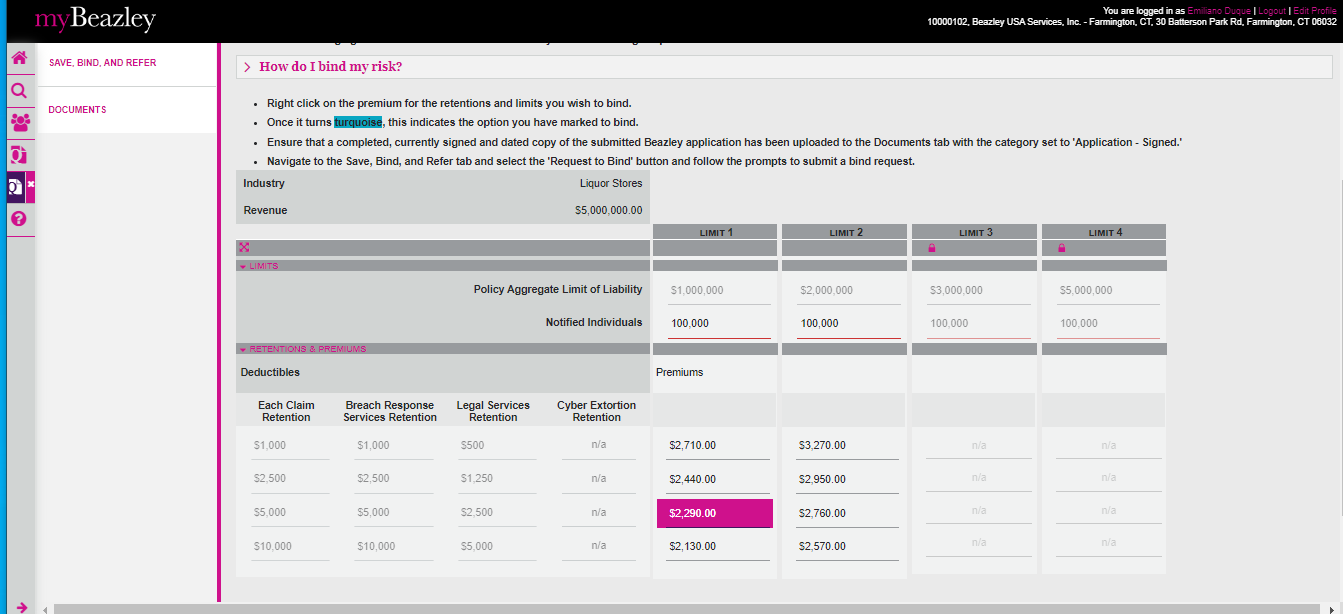 myBeazley
You are logged in as Emiliano Duque | Logout | Edit Profile
10000102, Beazley USA Services, Inc. - Farmington, CT, 30 Batterson Park Rd, Farmington, CT 06032
SAVE, BIND, AND REFER
DOCUMENTS
How do I bind my risk?
Right click on the premium for the retentions and limits you wish to bind.
Once it turns turquoise, this indicates the option you have marked to bind.
Ensure that a completed, currently signed and dated copy of the submitted Beazley application has been uploaded to the Documents tab with the category set to 'Application - Signed.'
Navigate to the Save, Bind, and Refer tab and select the 'Request to Bind' button and follow the prompts to submit a bind request.
Industry Liquor Stores
Revenue $5,000,000.00
LIMIT 1 LIMIT 2 LIMIT 3 LIMIT 4
LIMITS
Policy Aggregate Limit of Liability $1,000,000 $2,000,000 $3,000,000 $5,000,000
Notified Individuals 100,000 100,000 100,000 100,000
RETENTIONS & PREMIUMS
Deductibles Premiums
Each Claim Breach Response Legal Services Cyber Extortion
Retention Services Retention Retention Retention
$1,000 $1,000 $500 n/a $2,710.00 $3,270.00 n/a n/a
$2,500 $2,500 $1,250 n/a $2,440.00 $2,950.00 n/a n/a
$5,000 $5,000 $2,500 n/a $2,290.00 $2,760.00 n/a n/a
$10,000 $10,000 $5,000 n/a $2,130.00 $2,570.00 n/a n/a